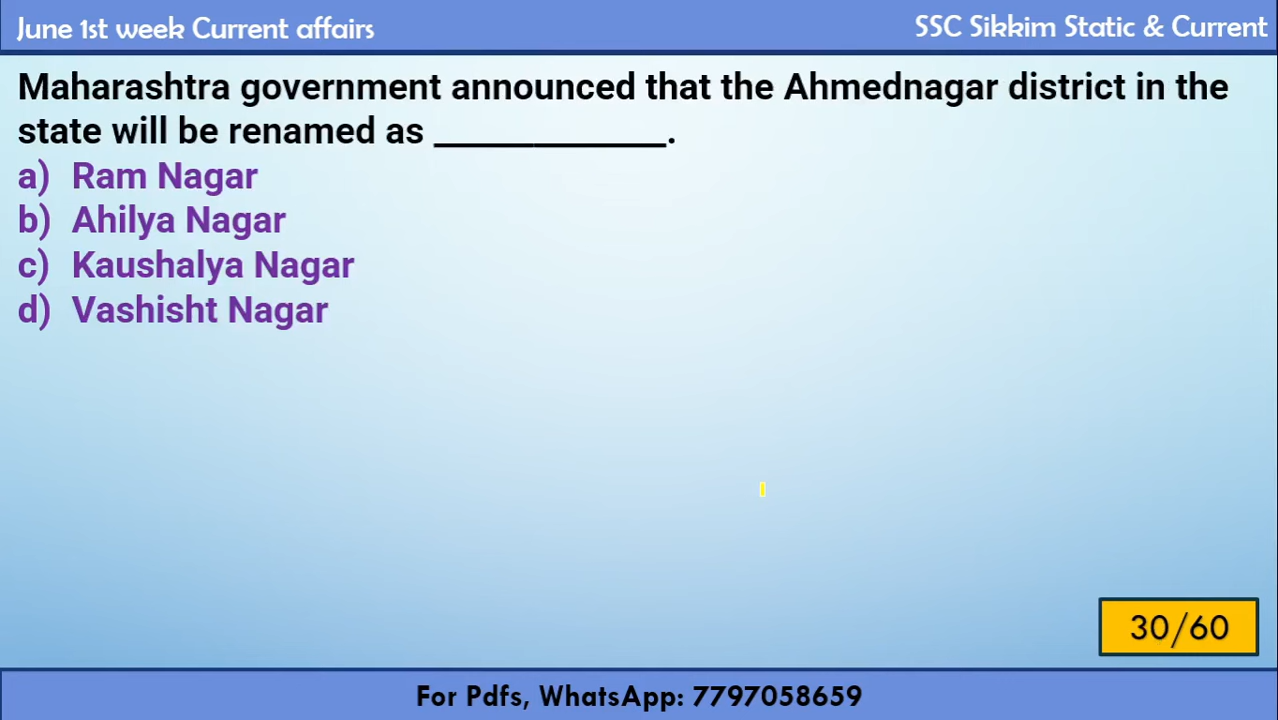 June 1st week Current affairs
SSC Sikkim Static & Current
Maharashtra government announced that the Ahmednagar district in the
state will be renamed as ___________.
a) Ram Nagar
b) Ahilya Nagar
c) Kaushalya Nagar
d) Vashisht Nagar
30/60
For Pdfs, WhatsApp: 7797058659